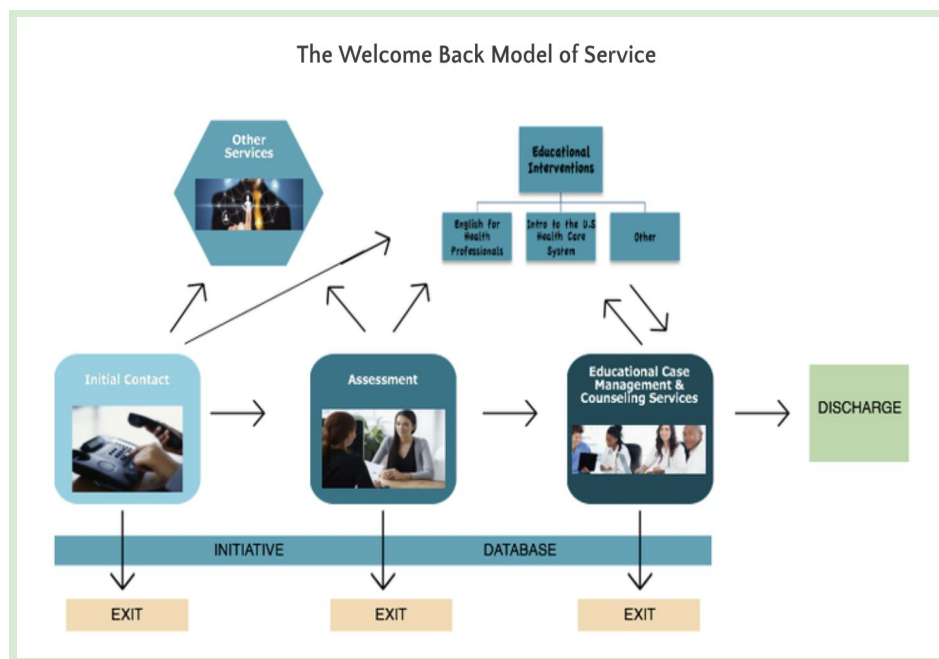 The Welcome Back Model of Service
Other
Services
Educational
Interventions
English for
Health
Professionals
Intro to the U.S
Health Care
System
Other
Initial Contact
Assessment
Educational Case
Management &
Counseling Services
DISCHARGE
INITIATIVE
DATABASE
EXIT
EXIT
EXIT